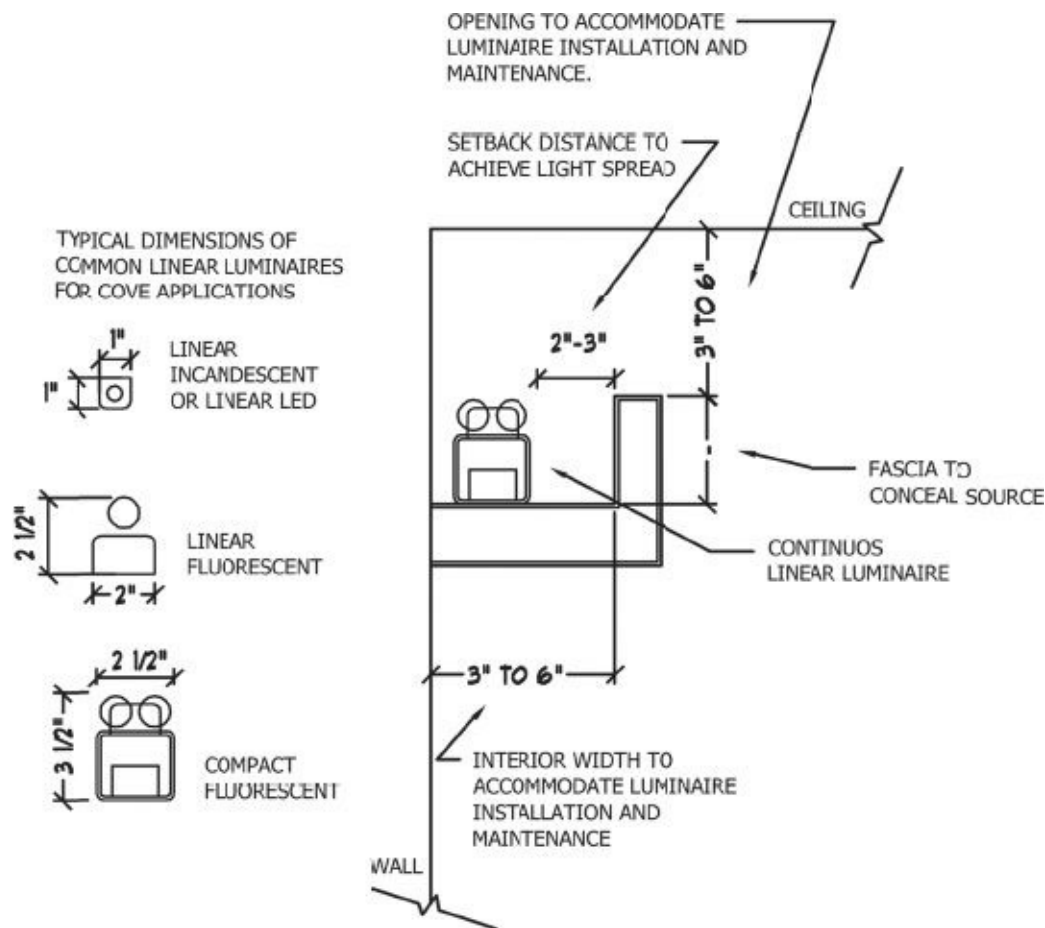 OPENING TO ACCOMMODATE
LUMINAIRE INSTALLATION AND
MAINTENANCE.
SETBACK DISTANCE TO
ACHIEVE LIGHT SPREAD
CEILING
TYPICAL DIMENSIONS OF
COMMON LINEAR LUMINAIRES
FOR COVE APPLICATIONS
1"
1"
LINEAR
INCANDESCENT
OR LINEAR LED
2"-3"
3" TO 6"
-
FASCIA TO
CONCEAL SOURCE
2 1/2"
2"
LINEAR
FLUORESCENT
CONTINUOS
LINEAR LUMINAIRE
2 1/2"
3 1/2"
COMPACT
FLUORESCENT
3" TO 6"
INTERIOR WIDTH TO
ACCOMMODATE LUMINAIRE
INSTALLATION AND
MAINTENANCE
WALL